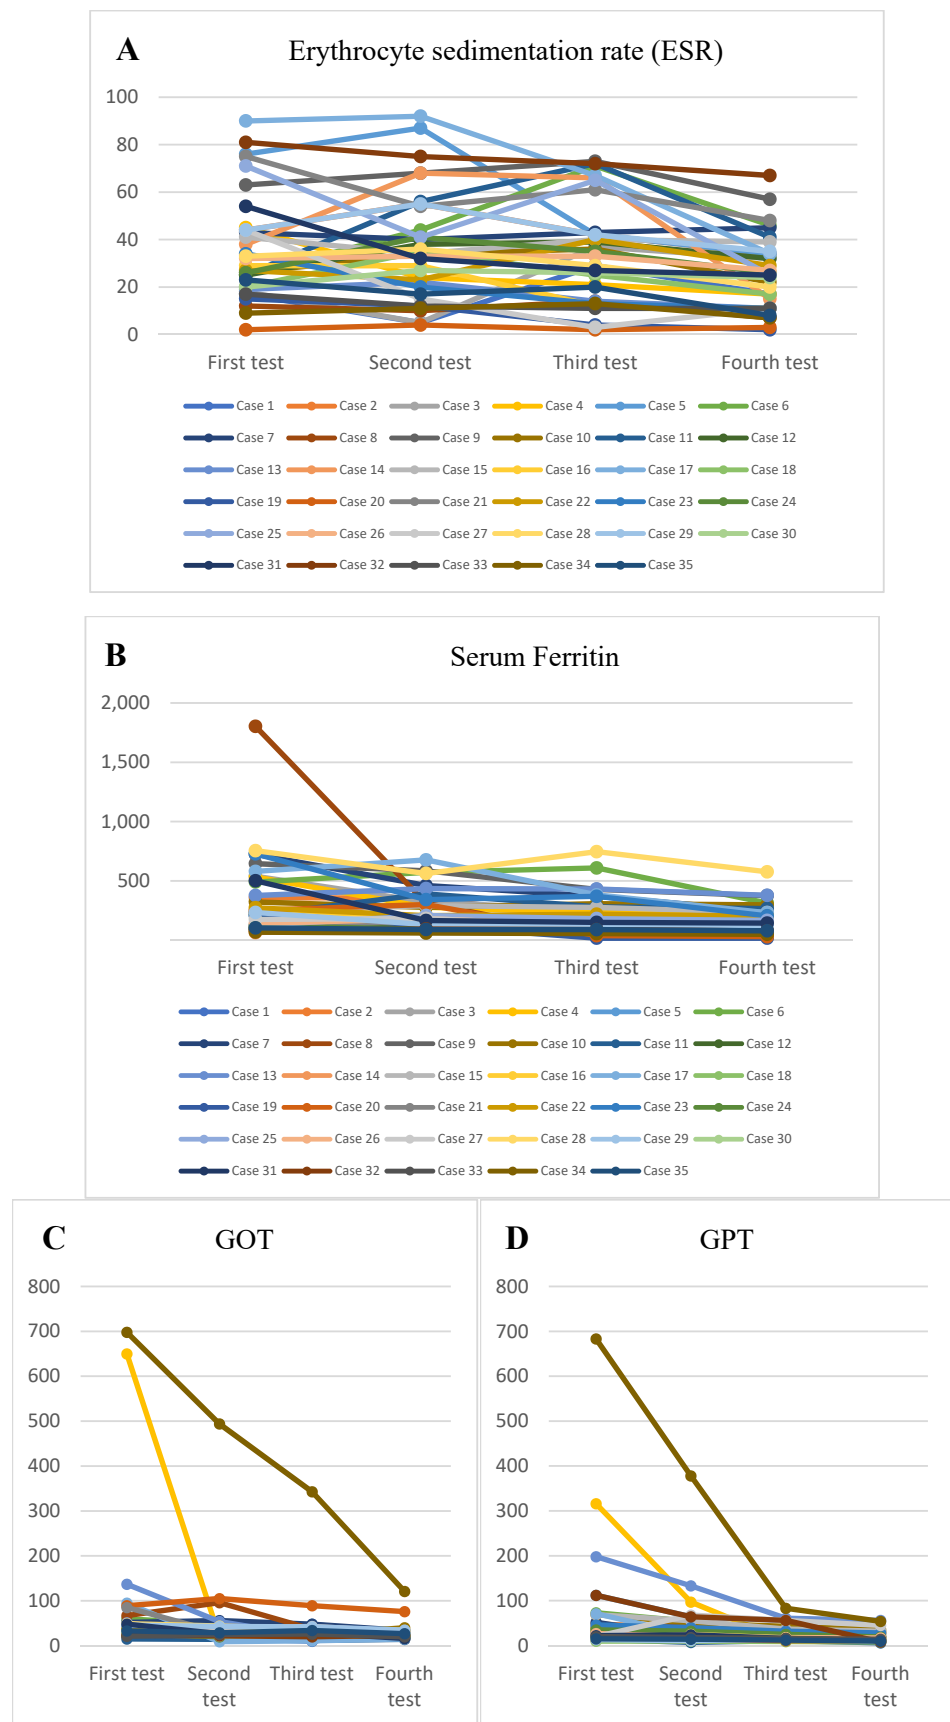 A Erythrocyte sedimentation rate (ESR)
100
80
60
40
20
0
First test Second test Third test Fourth test
Case 1 Case 2 Case 3 Case 4 Case 5 Case 6
Case 7 Case 8 Case 9 Case 10 Case 11 Case 12
Case 13 Case 14 Case 15 Case 16 Case 17 Case 18
Case 19 Case 20 Case 21 Case 22 Case 23 Case 24
Case 25 Case 26 Case 27 Case 28 Case 29 Case 30
Case 31 Case 32 Case 33 Case 34 Case 35
B Serum Ferritin
2,000
1,500
1,000
500
First test Second test Third test Fourth test
Case 1 Case 2 Case 3 Case 4 Case 5 Case 6
Case 7 Case 8 Case 9 Case 10 Case 11 Case 12
Case 13 Case 14 Case 15 Case 16 Case 17 Case 18
Case 19 Case 20 Case 21 Case 22 Case 23 Case 24
Case 25 Case 26 Case 27 Case 28 Case 29 Case 30
Case 31 Case 32 Case 33 Case 34 Case 35
C GOT
800
700
600
500
400
300
200
100
0
First test Second Third test Fourth
test test
D GPT
800
700
600
500
400
300
200
100
0
First test Second Third test Fourth
test test